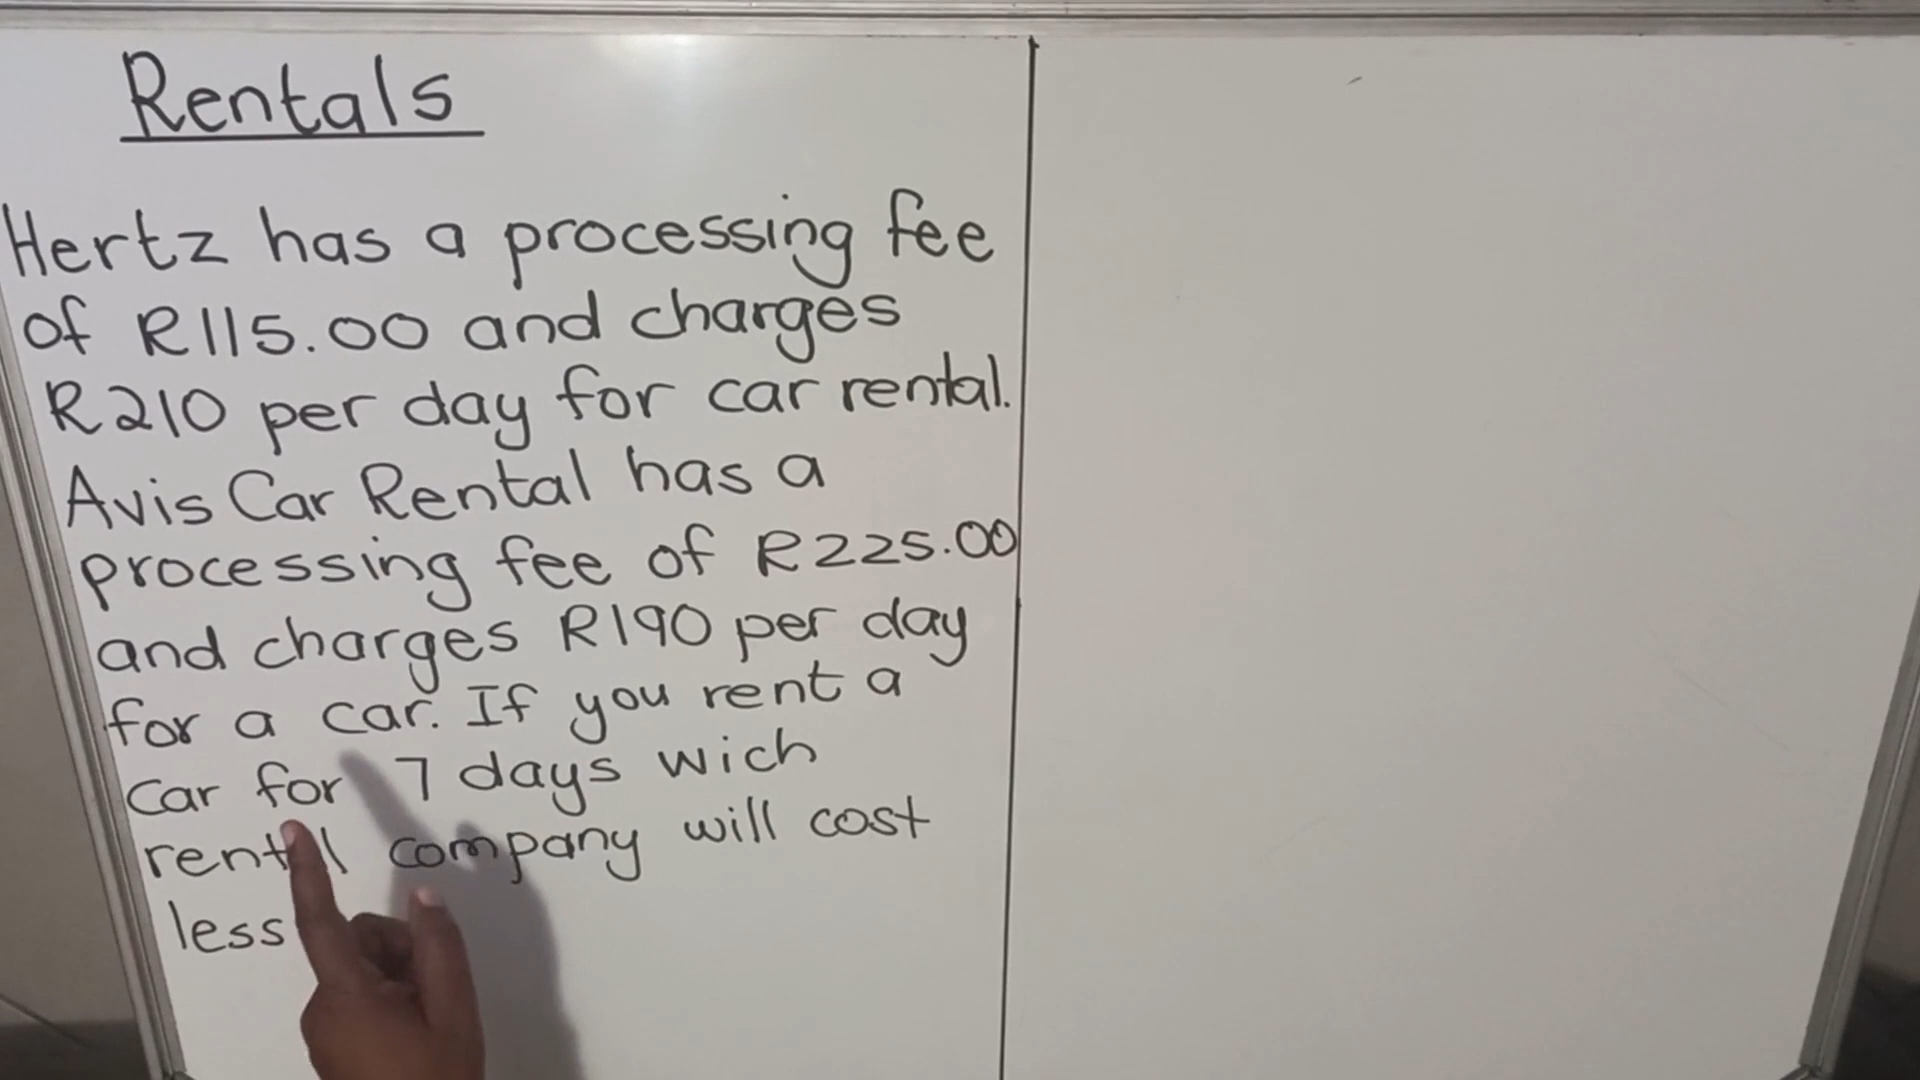 Rentals
Hertz has a processing fee
of R115.00 and charges
R210 per day for car rental.
Avis Car Rental has a
processing fee of R225.00
and charges R190 per day
for a car. If you rent a
car for 7 days wich
rental company will cost
less